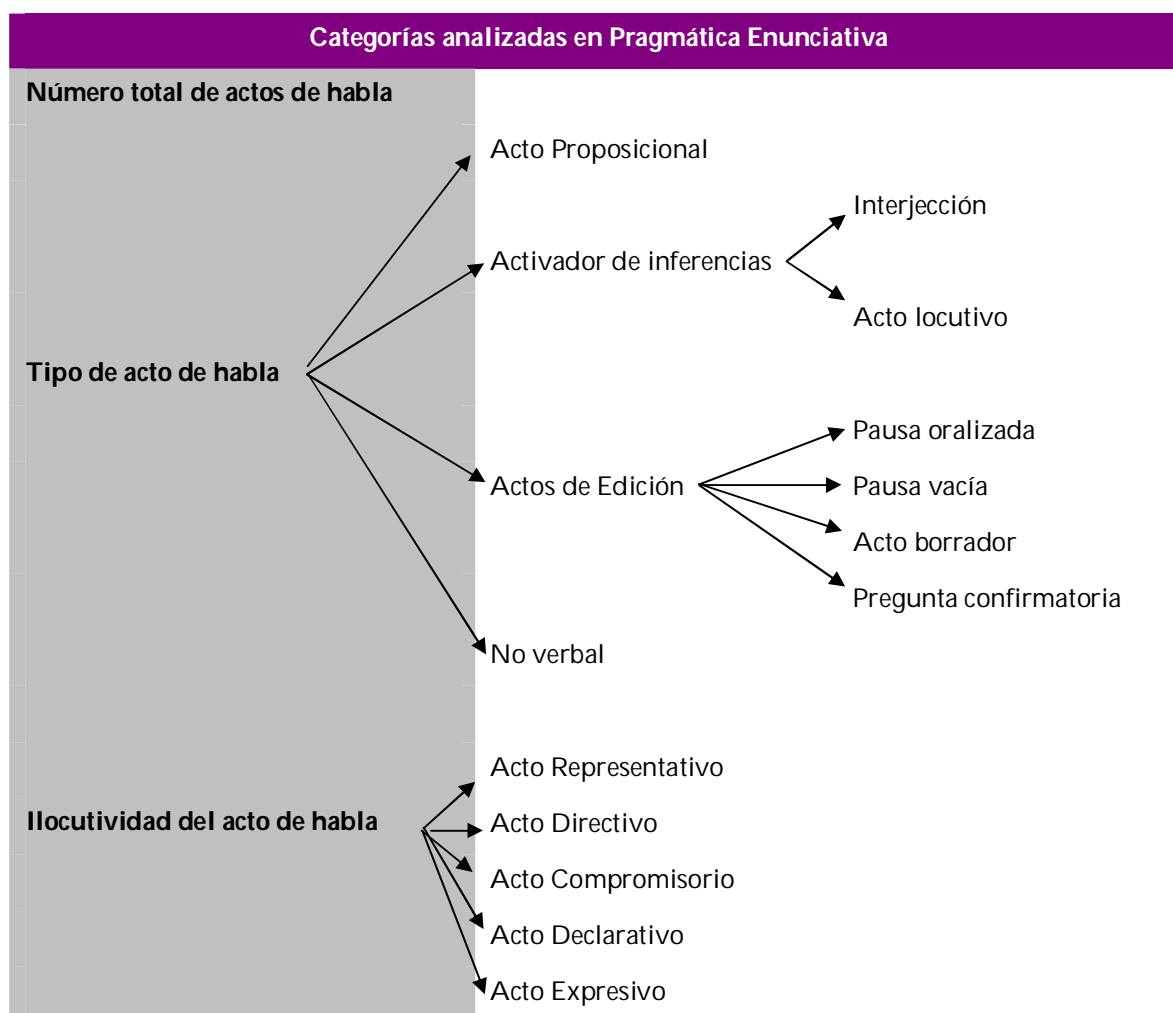 Categorías analizadas en Pragmática Enunciativa
Número total de actos de habla
Acto Proposicional
Interjección
Activador de inferencias
Acto locutivo
Tipo de acto de habla
Pausa oralizada
Actos de Edición
Pausa vacía
Acto borrador
Pregunta confirmatoria
No verbal
Acto Representativo
Ilocutividad del acto de habla
Acto Directivo
Acto Compromisorio
Acto Declarativo
Acto Expresivo